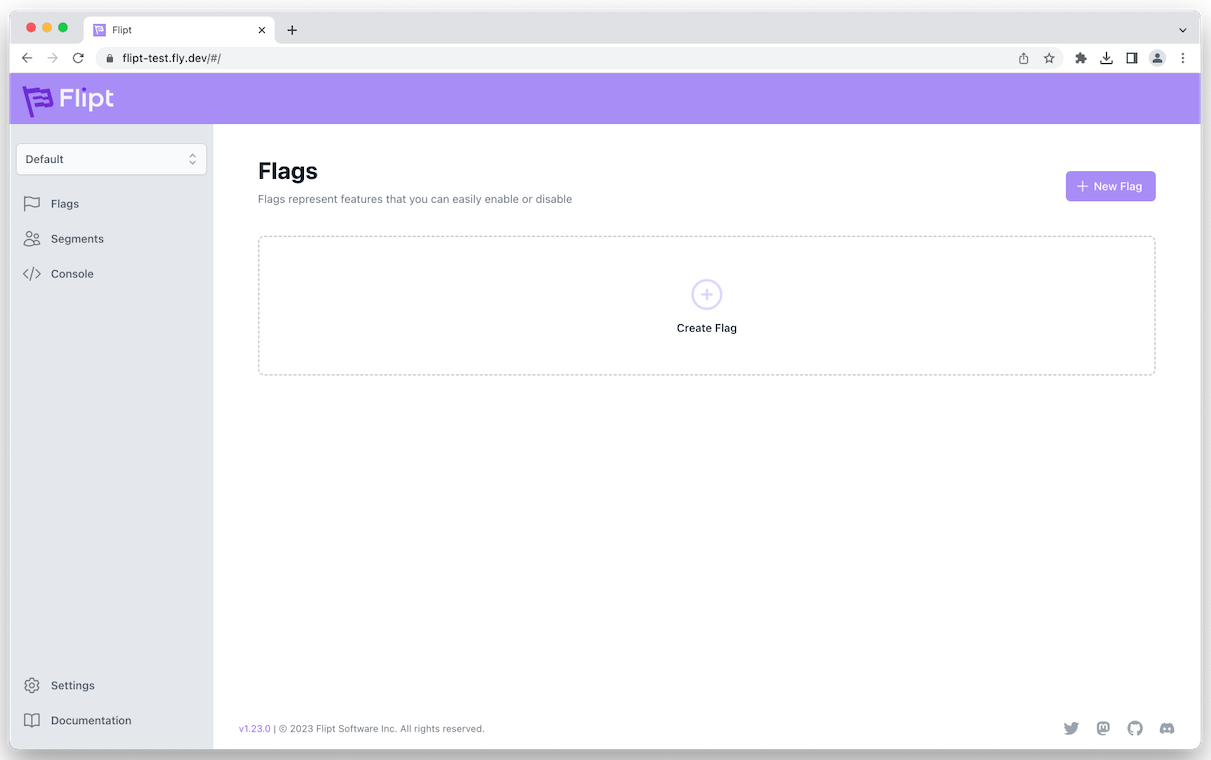 Flipt
flipt-test.fly.dev/#/
Flipt
Default
Flags
Segments
Console
Flags
Flags represent features that you can easily enable or disable
New Flag
Create Flag
Settings
Documentation
v1.23.0 | © 2023 Flipt Software Inc. All rights reserved.